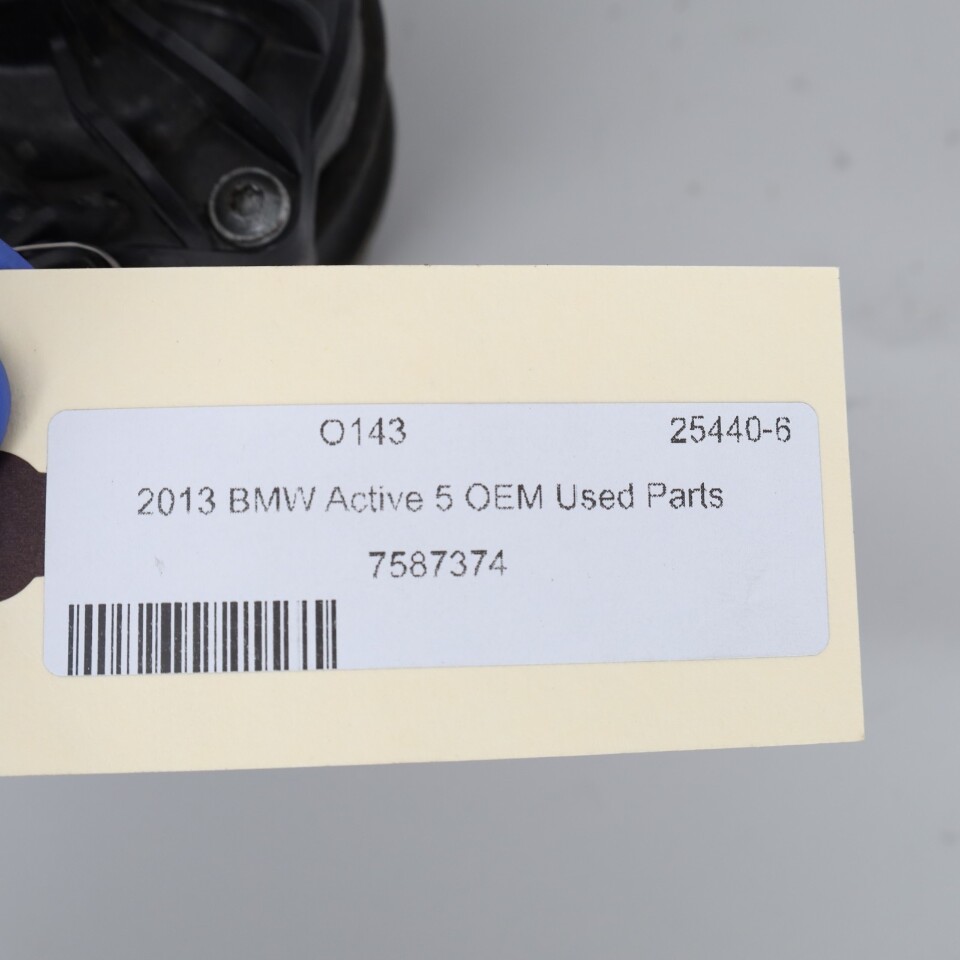 O143 25440-6
2013 BMW Active 5 OEM Used Parts
7587374